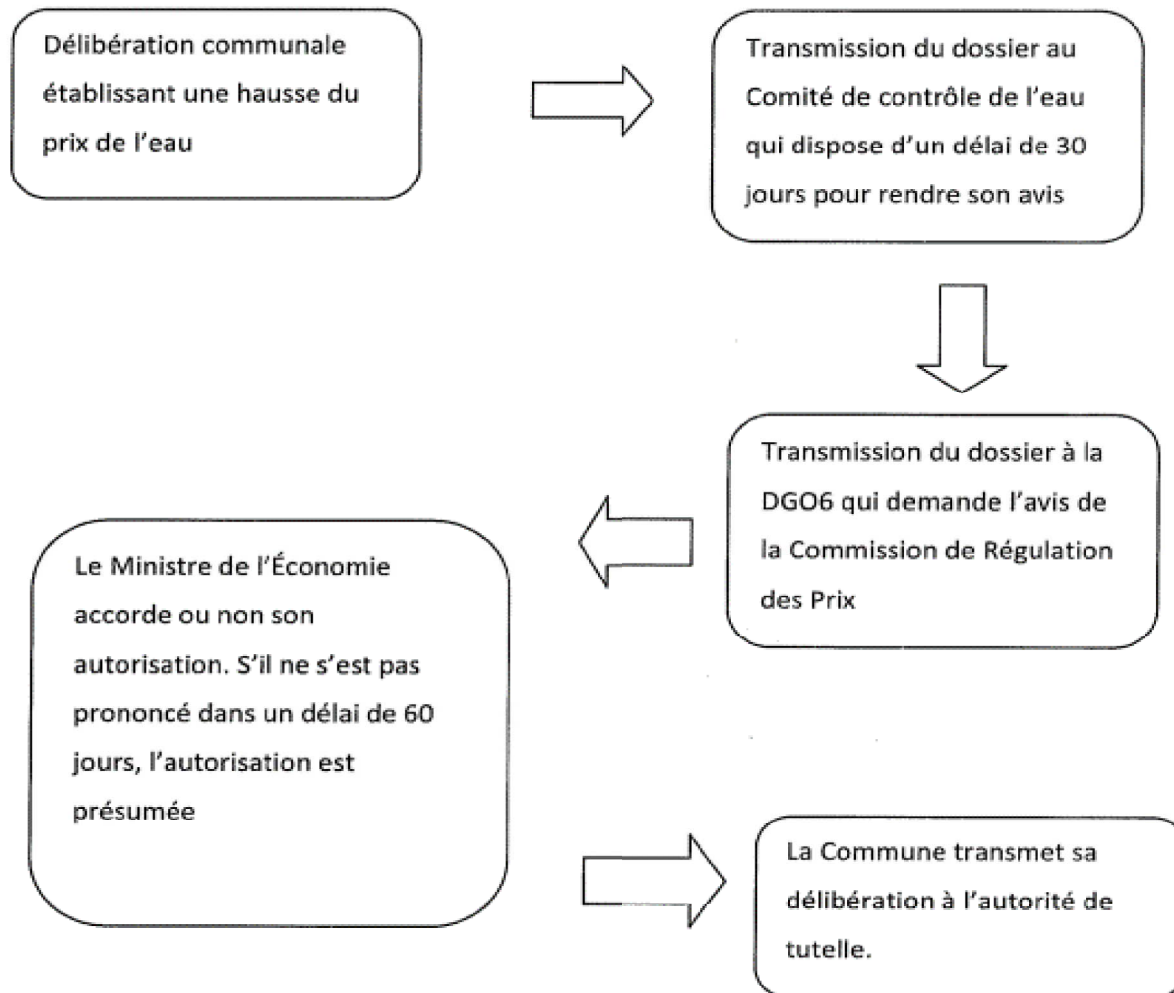 Délibération communale
établissant une hausse du
prix de l'eau
Transmission du dossier au
Comité de contrôle de l'eau
qui dispose d'un délai de 30
jours pour rendre son avis
Transmission du dossier à la
DGO6 qui demande l'avis de
la Commission de Régulation
des Prix
Le Ministre de l'Économie
accorde ou non son
autorisation. S'il ne s'est pas
prononcé dans un délai de 60
jours, l'autorisation est
présumée
La Commune transmet sa
délibération à l'autorité de
tutelle.